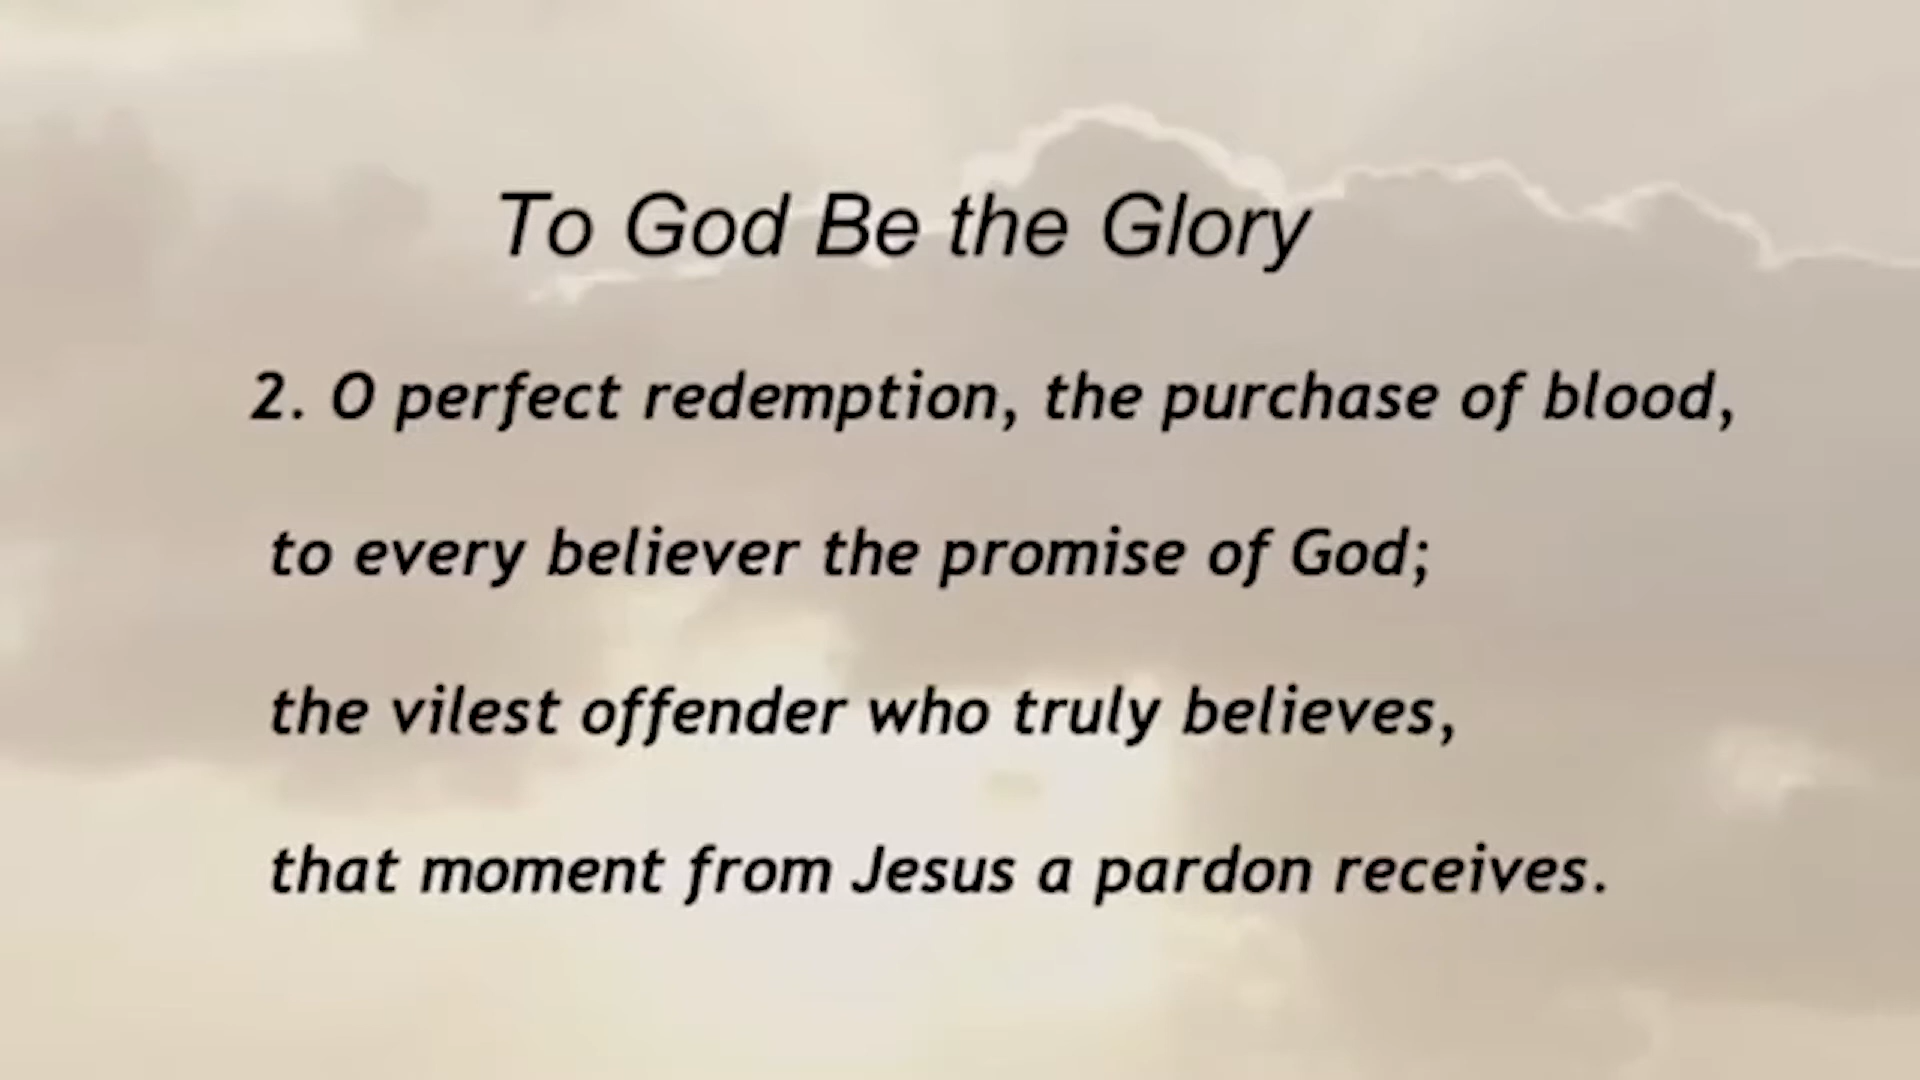 To God Be the Glory
2. O perfect redemption, the purchase of blood,
to every believer the promise of God;
the vilest offender who truly believes,
that moment from Jesus a pardon receives.